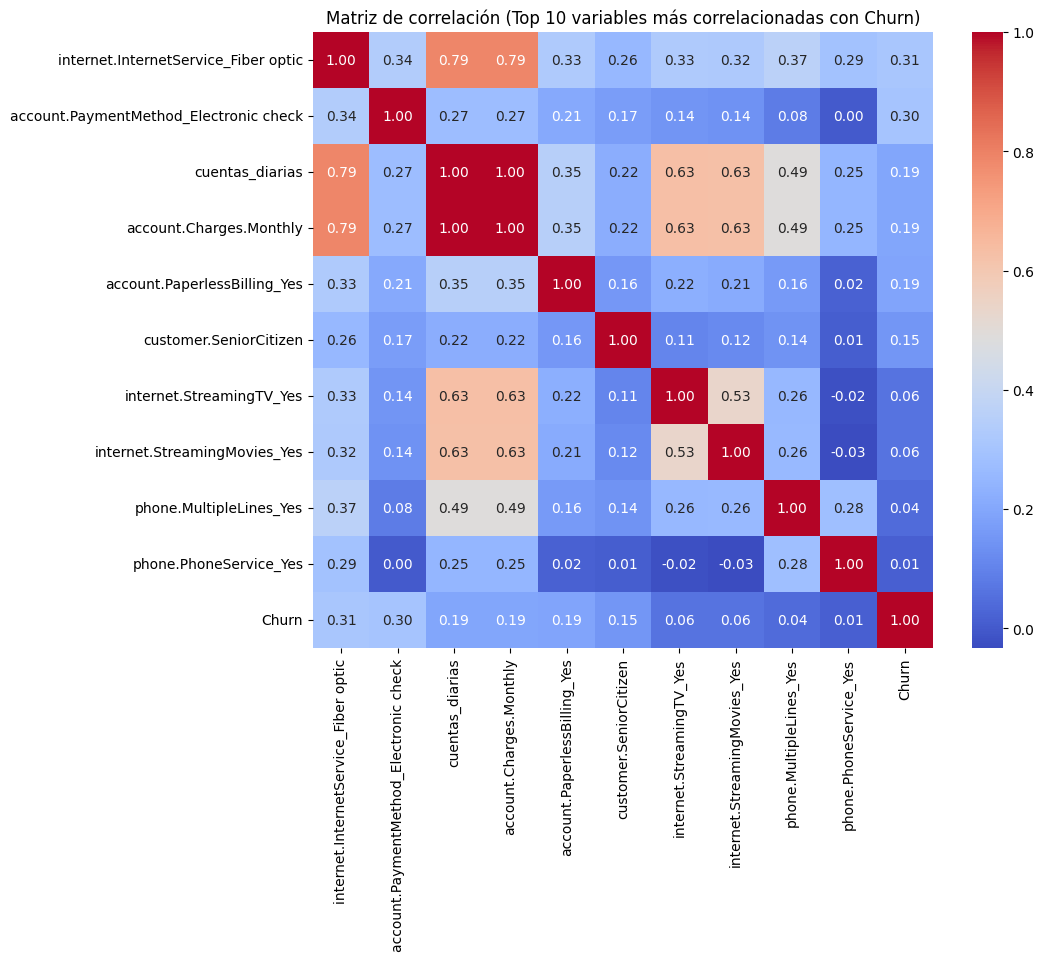 Matriz de correlación (Top 10 variables más correlacionadas con Churn)
internet.InternetService_Fiber optic 1.00 0.34 0.79 0.79 0.33 0.26 0.33 0.32 0.37 0.29 0.31
account.PaymentMethod_Electronic check 0.34 1.00 0.27 0.27 0.21 0.17 0.14 0.14 0.08 0.00 0.30
cuentas_diarias 0.79 0.27 1.00 1.00 0.35 0.22 0.63 0.63 0.49 0.25 0.19
account.Charges.Monthly 0.79 0.27 1.00 1.00 0.35 0.22 0.63 0.63 0.49 0.25 0.19
account.PaperlessBilling_Yes 0.33 0.21 0.35 0.35 1.00 0.16 0.22 0.21 0.16 0.02 0.19
customer.SeniorCitizen 0.26 0.17 0.22 0.22 0.16 1.00 0.11 0.12 0.14 0.01 0.15
internet.StreamingTV_Yes 0.33 0.14 0.63 0.63 0.22 0.11 1.00 0.53 0.26 -0.02 0.06
internet.StreamingMovies_Yes 0.32 0.14 0.63 0.63 0.21 0.12 0.53 1.00 0.26 -0.03 0.06
phone.MultipleLines_Yes 0.37 0.08 0.49 0.49 0.16 0.14 0.26 0.26 1.00 0.28 0.04
phone.PhoneService_Yes 0.29 0.00 0.25 0.25 0.02 0.01 -0.02 -0.03 0.28 1.00 0.01
Churn 0.31 0.30 0.19 0.19 0.19 0.15 0.06 0.06 0.04 0.01 1.00
internet.InternetService_Fiber optic
account.PaymentMethod_Electronic check
cuentas_diarias
account.Charges.Monthly
account.PaperlessBilling_Yes
customer.SeniorCitizen
internet.StreamingTV_Yes
internet.StreamingMovies_Yes
phone.MultipleLines_Yes
phone.PhoneService_Yes
Churn
1.0
0.8
0.6
0.4
0.2
0.0